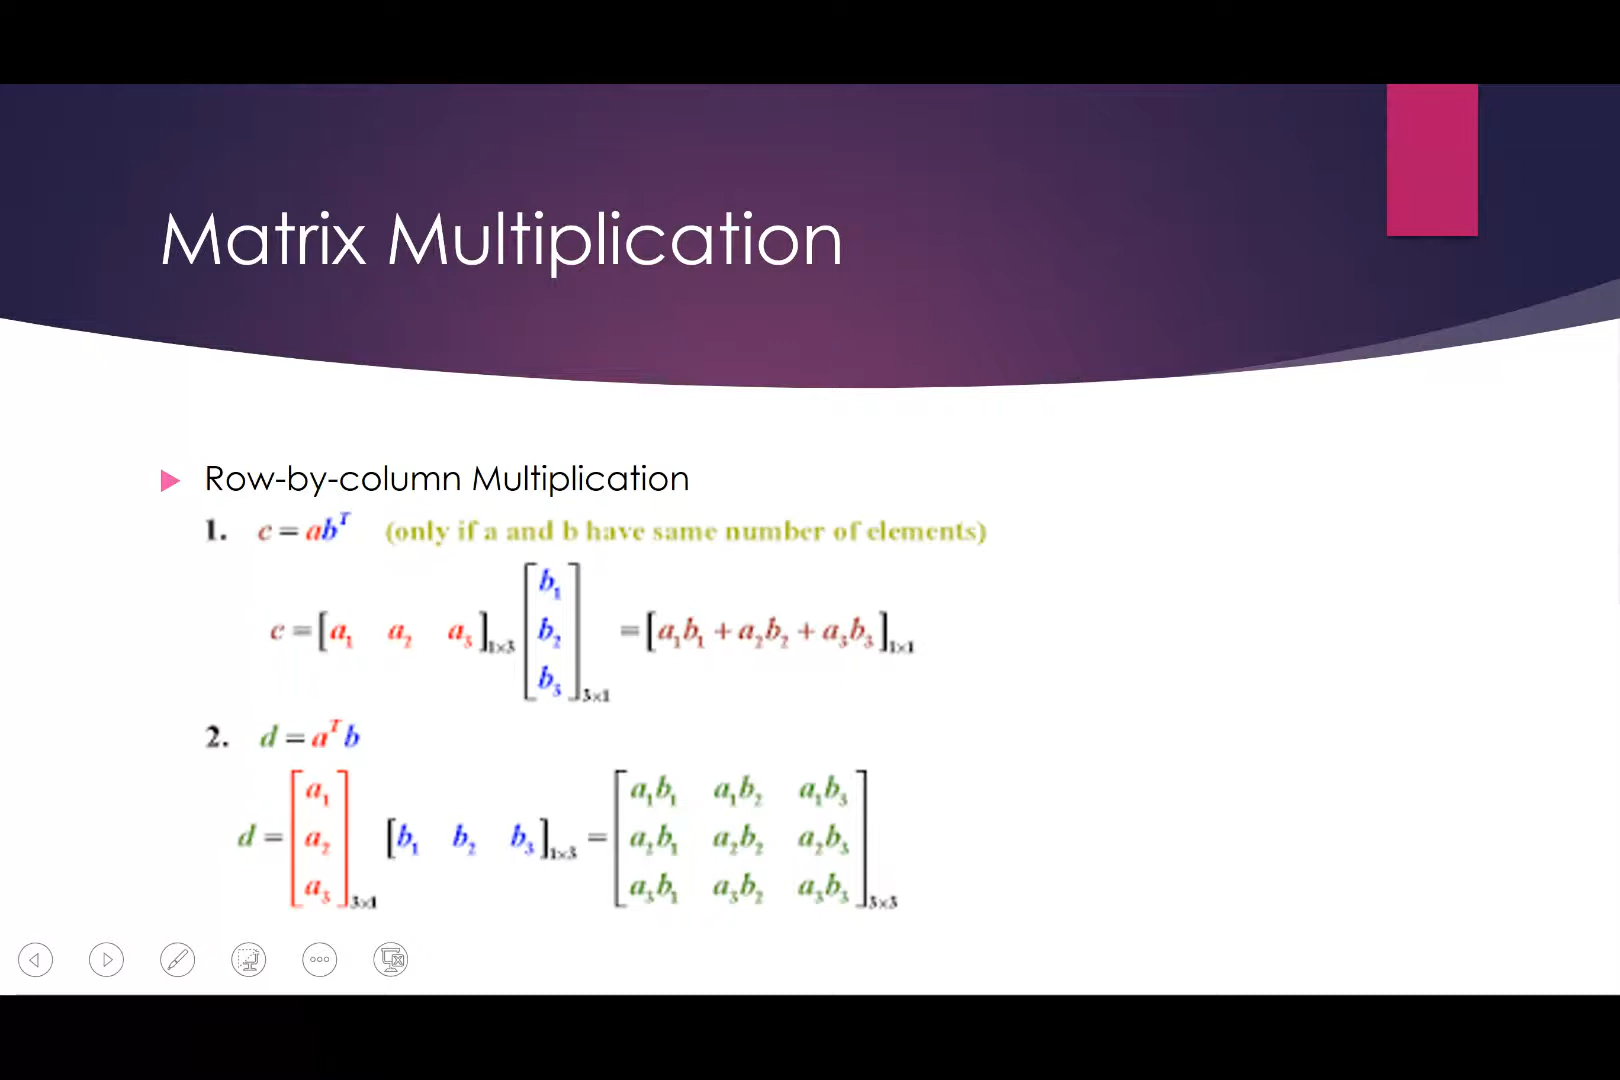 Matrix Multiplication
Row-by-column Multiplication
1. c = abᵀ (only if a and b have same number of elements)
c = [a₁ a₂ a₃]₁ₓ₃ [b₁ b₂ b₃]₃ₓ₁ = [a₁b₁ + a₂b₂ + a₃b₃]₁ₓ₁
2. d = aᵀb
d = [a₁ a₂ a₃]₃ₓ₁ [b₁ b₂ b₃]₁ₓ₃ = [a₁b₁ a₁b₂ a₁b₃
a₂b₁ a₂b₂ a₂b₃
a₃b₁ a₃b₂ a₃b₃]₃ₓ₃